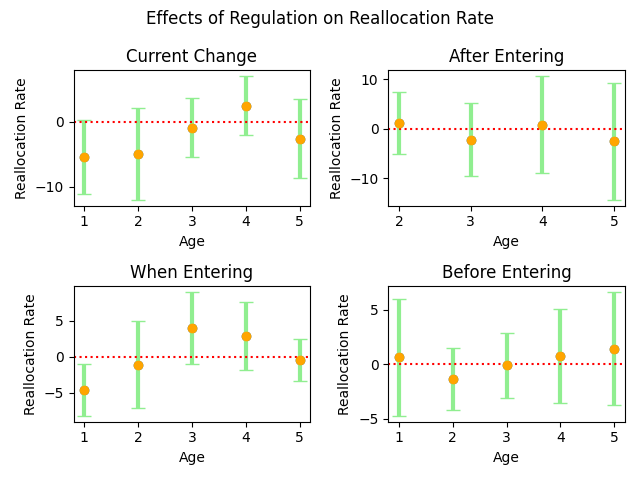 Effects of Regulation on Reallocation Rate
Current Change
Reallocation Rate
0
−10
1 2 3 4 5
Age
After Entering
Reallocation Rate
10
0
−10
2 3 4 5
Age
When Entering
Reallocation Rate
5
0
−5
1 2 3 4 5
Age
Before Entering
Reallocation Rate
5
0
−5
1 2 3 4 5
Age